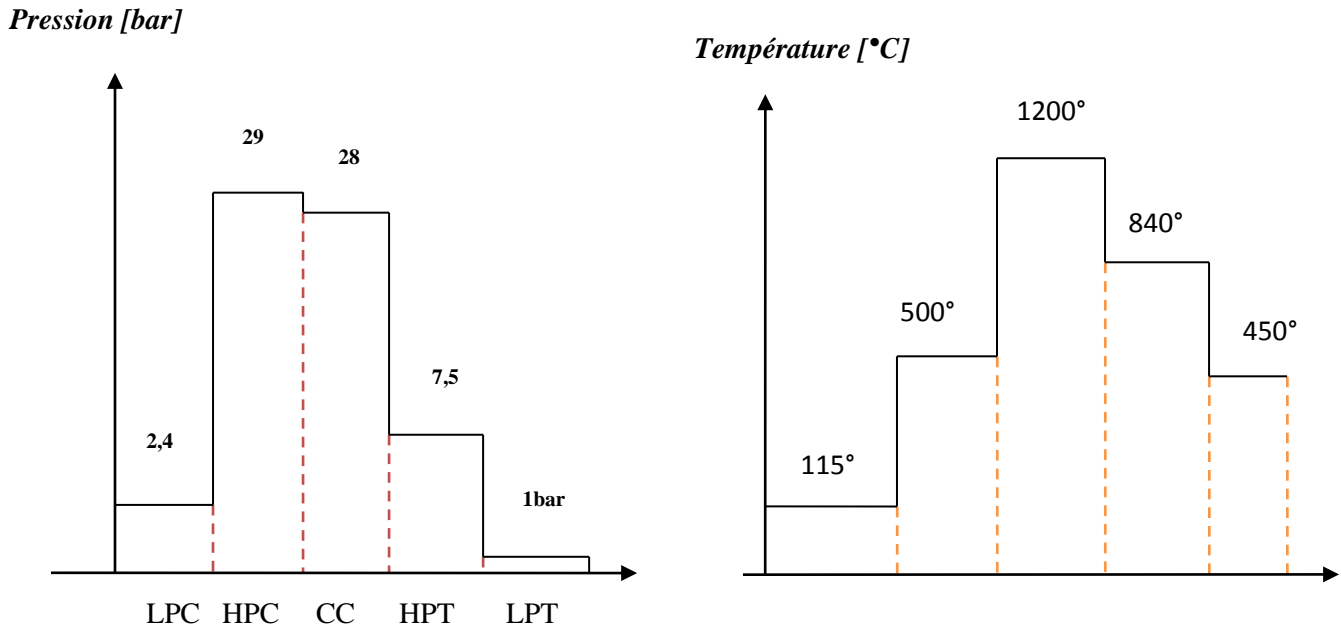 Pression [bar]
29
28
7,5
2,4
1bar
LPC HPC CC HPT LPT
Température [°C]
1200°
840°
500°
450°
115°